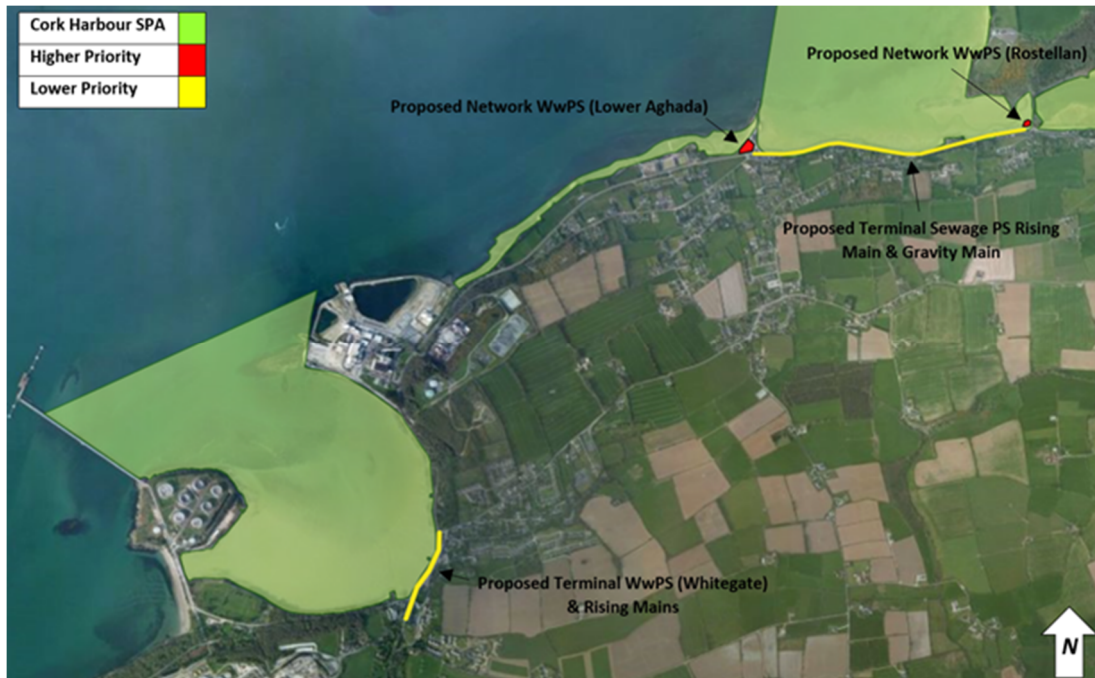 Cork Harbour SPA
Higher Priority
Lower Priority
Proposed Network WwPS (Rostellan)
Proposed Network WwPS (Lower Aghada)
Proposed Terminal Sewage PS Rising
Main & Gravity Main
Proposed Terminal WwPS (Whitegate)
& Rising Mains
N